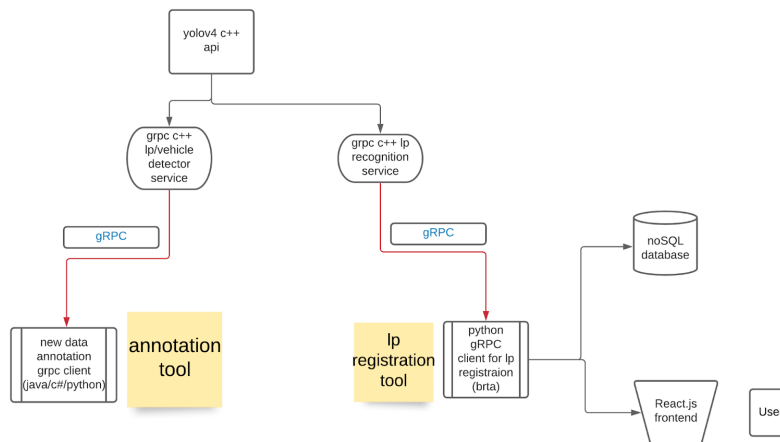 yolov4 c++
api
grpc c++
lp/vehicle
detector
service
grpc c++ lp
recognition
service
gRPC
gRPC
noSQL
database
new data
annotation
grpc client
(java/c#/python)
annotation
tool
lp
registration
tool
python
gRPC
client for lp
registraion
(brta)
React.js
frontend
Use